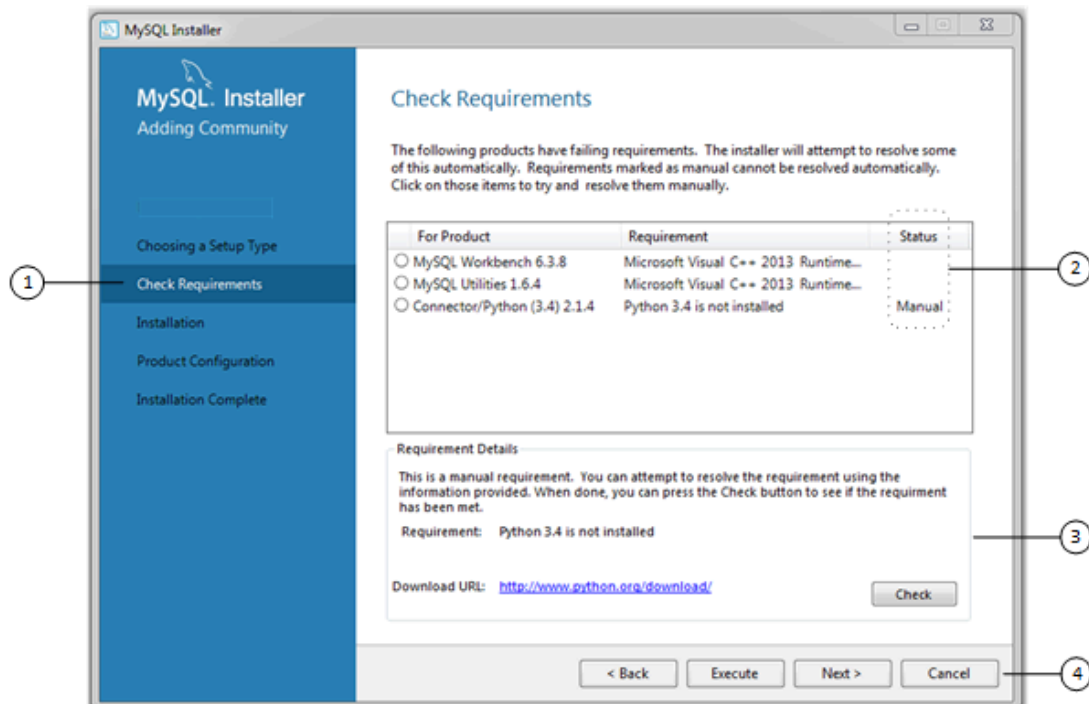 MySQL Installer
MySQL. Installer
Adding Community
Choosing a Setup Type
Check Requirements
Installation
Product Configuration
Installation Complete
1
Check Requirements
The following products have failing requirements. The installer will attempt to resolve some
of this automatically. Requirements marked as manual cannot be resolved automatically.
Click on those items to try and resolve them manually.
For Product Requirement Status
MySQL Workbench 6.3.8 Microsoft Visual C++ 2013 Runtime...
MySQL Utilities 1.6.4 Microsoft Visual C++ 2013 Runtime...
Connector/Python (3.4) 2.1.4 Python 3.4 is not installed Manual
2
Requirement Details
This is a manual requirement. You can attempt to resolve the requirement using the
information provided. When done, you can press the Check button to see if the requirment
has been met.
Requirement: Python 3.4 is not installed
3
Download URL: http://www.python.org/download/
Check
< Back Execute Next > Cancel
4